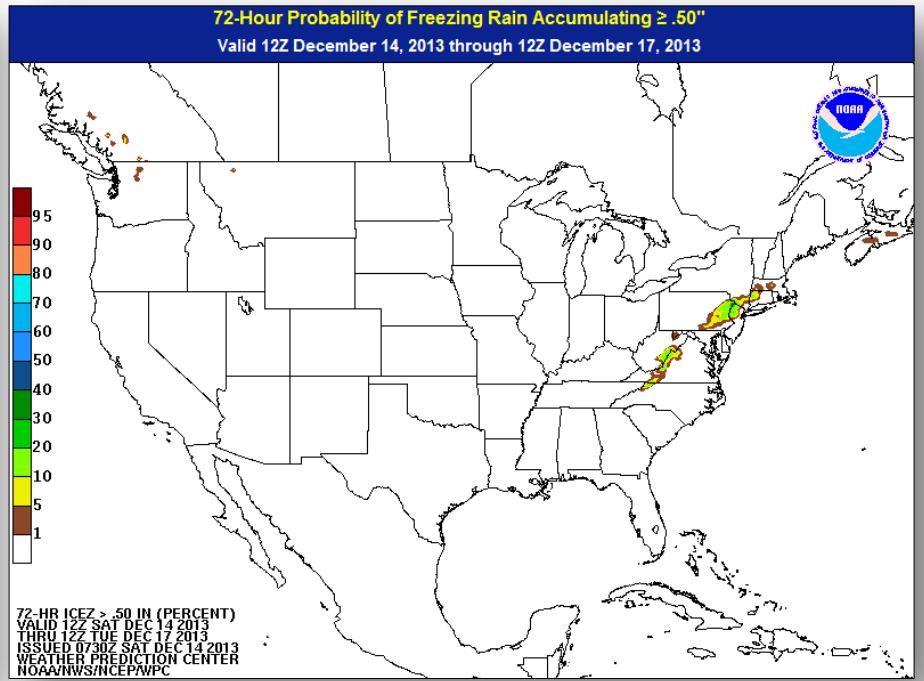 72-Hour Probability of Freezing Rain Accumulating ≥ .50"
Valid 12Z December 14, 2013 through 12Z December 17, 2013
NOAA
95
90
80
70
60
50
40
30
20
10
5
1
72-HR ICEZ > .50 IN (PERCENT)
VALID 12Z SAT DEC 14 2013
THRU 12Z TUE DEC 17 2013
ISSUED 0730Z SAT DEC 14 2013
WEATHER PREDICTION CENTER
NOAA/NWS/NCEP/WPC